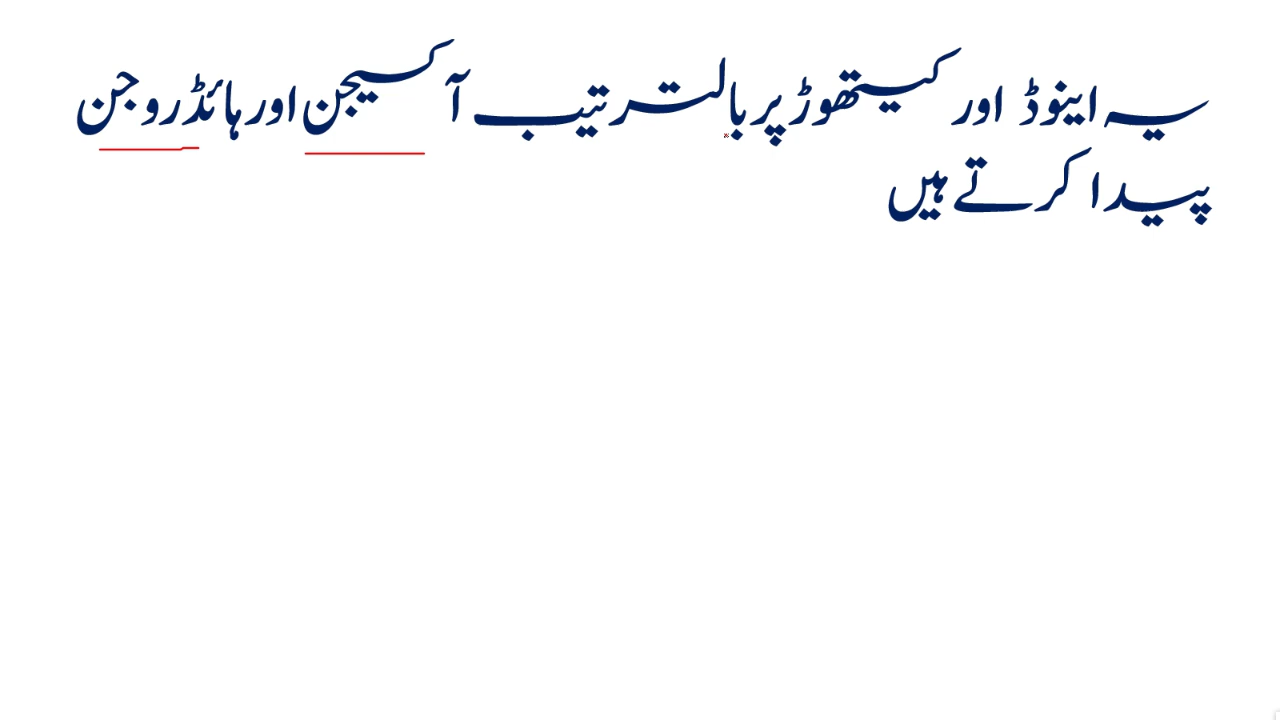 یہ اینوڈ اور کیتھوڑ پر بالترتیب آکسیجن اور ہائڈروجن
پیدا کرتے ہیں